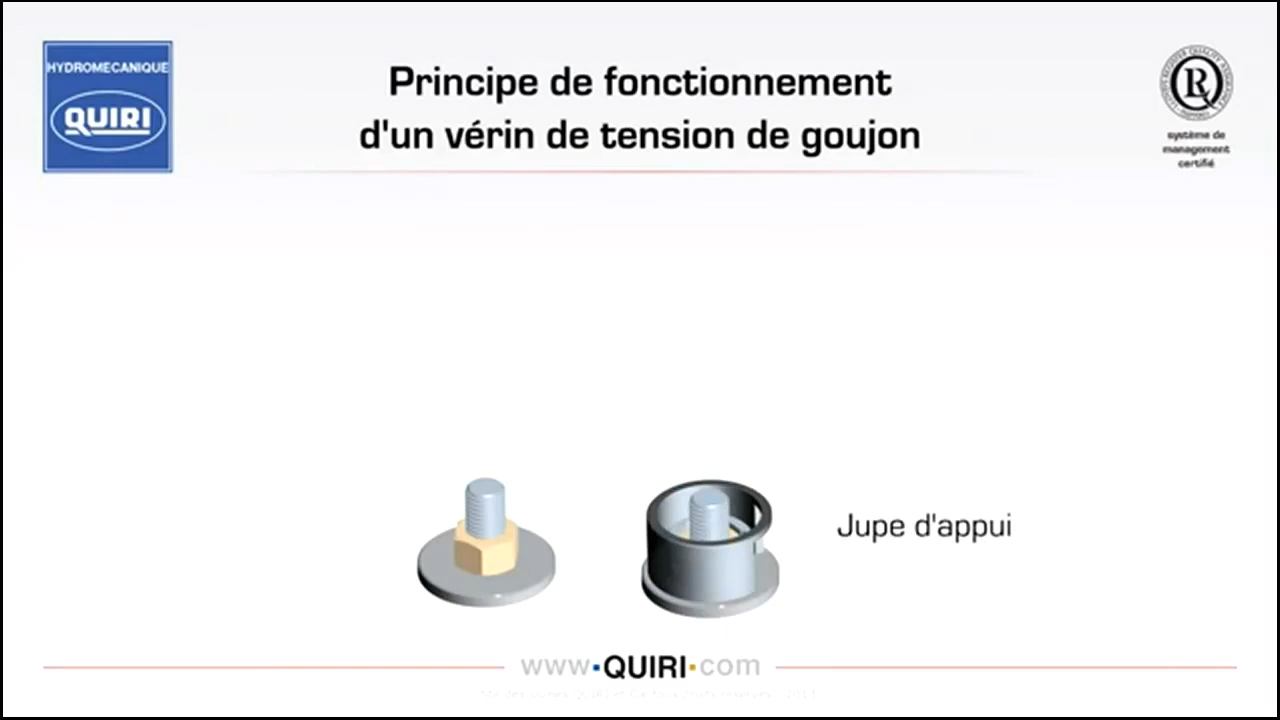 HYDROMECANIQUE
QUIRI
Principe de fonctionnement
d'un vérin de tension de goujon
système de
management
certifié
Jupe d'appui
www.QUIRI.com